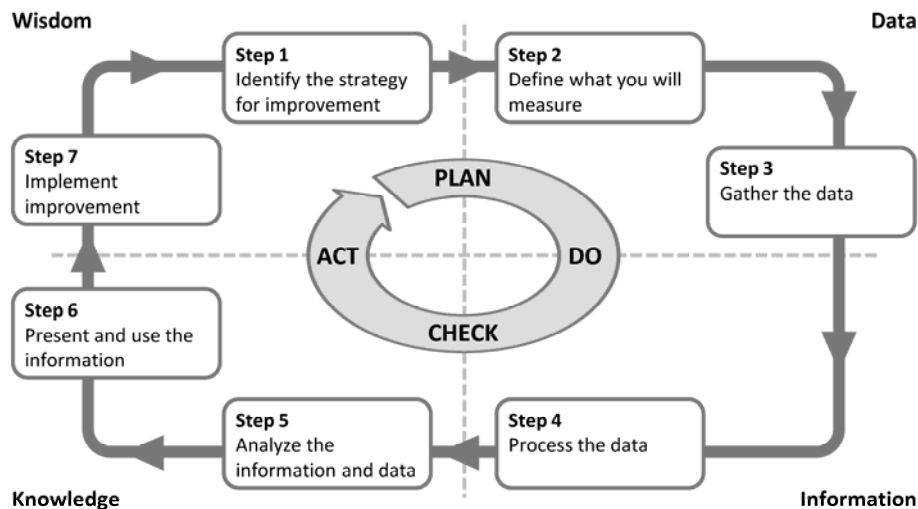 Wisdom
Data
Step 1
Identify the strategy
for improvement
Step 2
Define what you will
measure
Step 3
Gather the data
Step 7
Implement
improvement
PLAN
DO
CHECK
ACT
Step 6
Present and use the
information
Step 5
Analyze the
information and data
Step 4
Process the data
Knowledge
Information